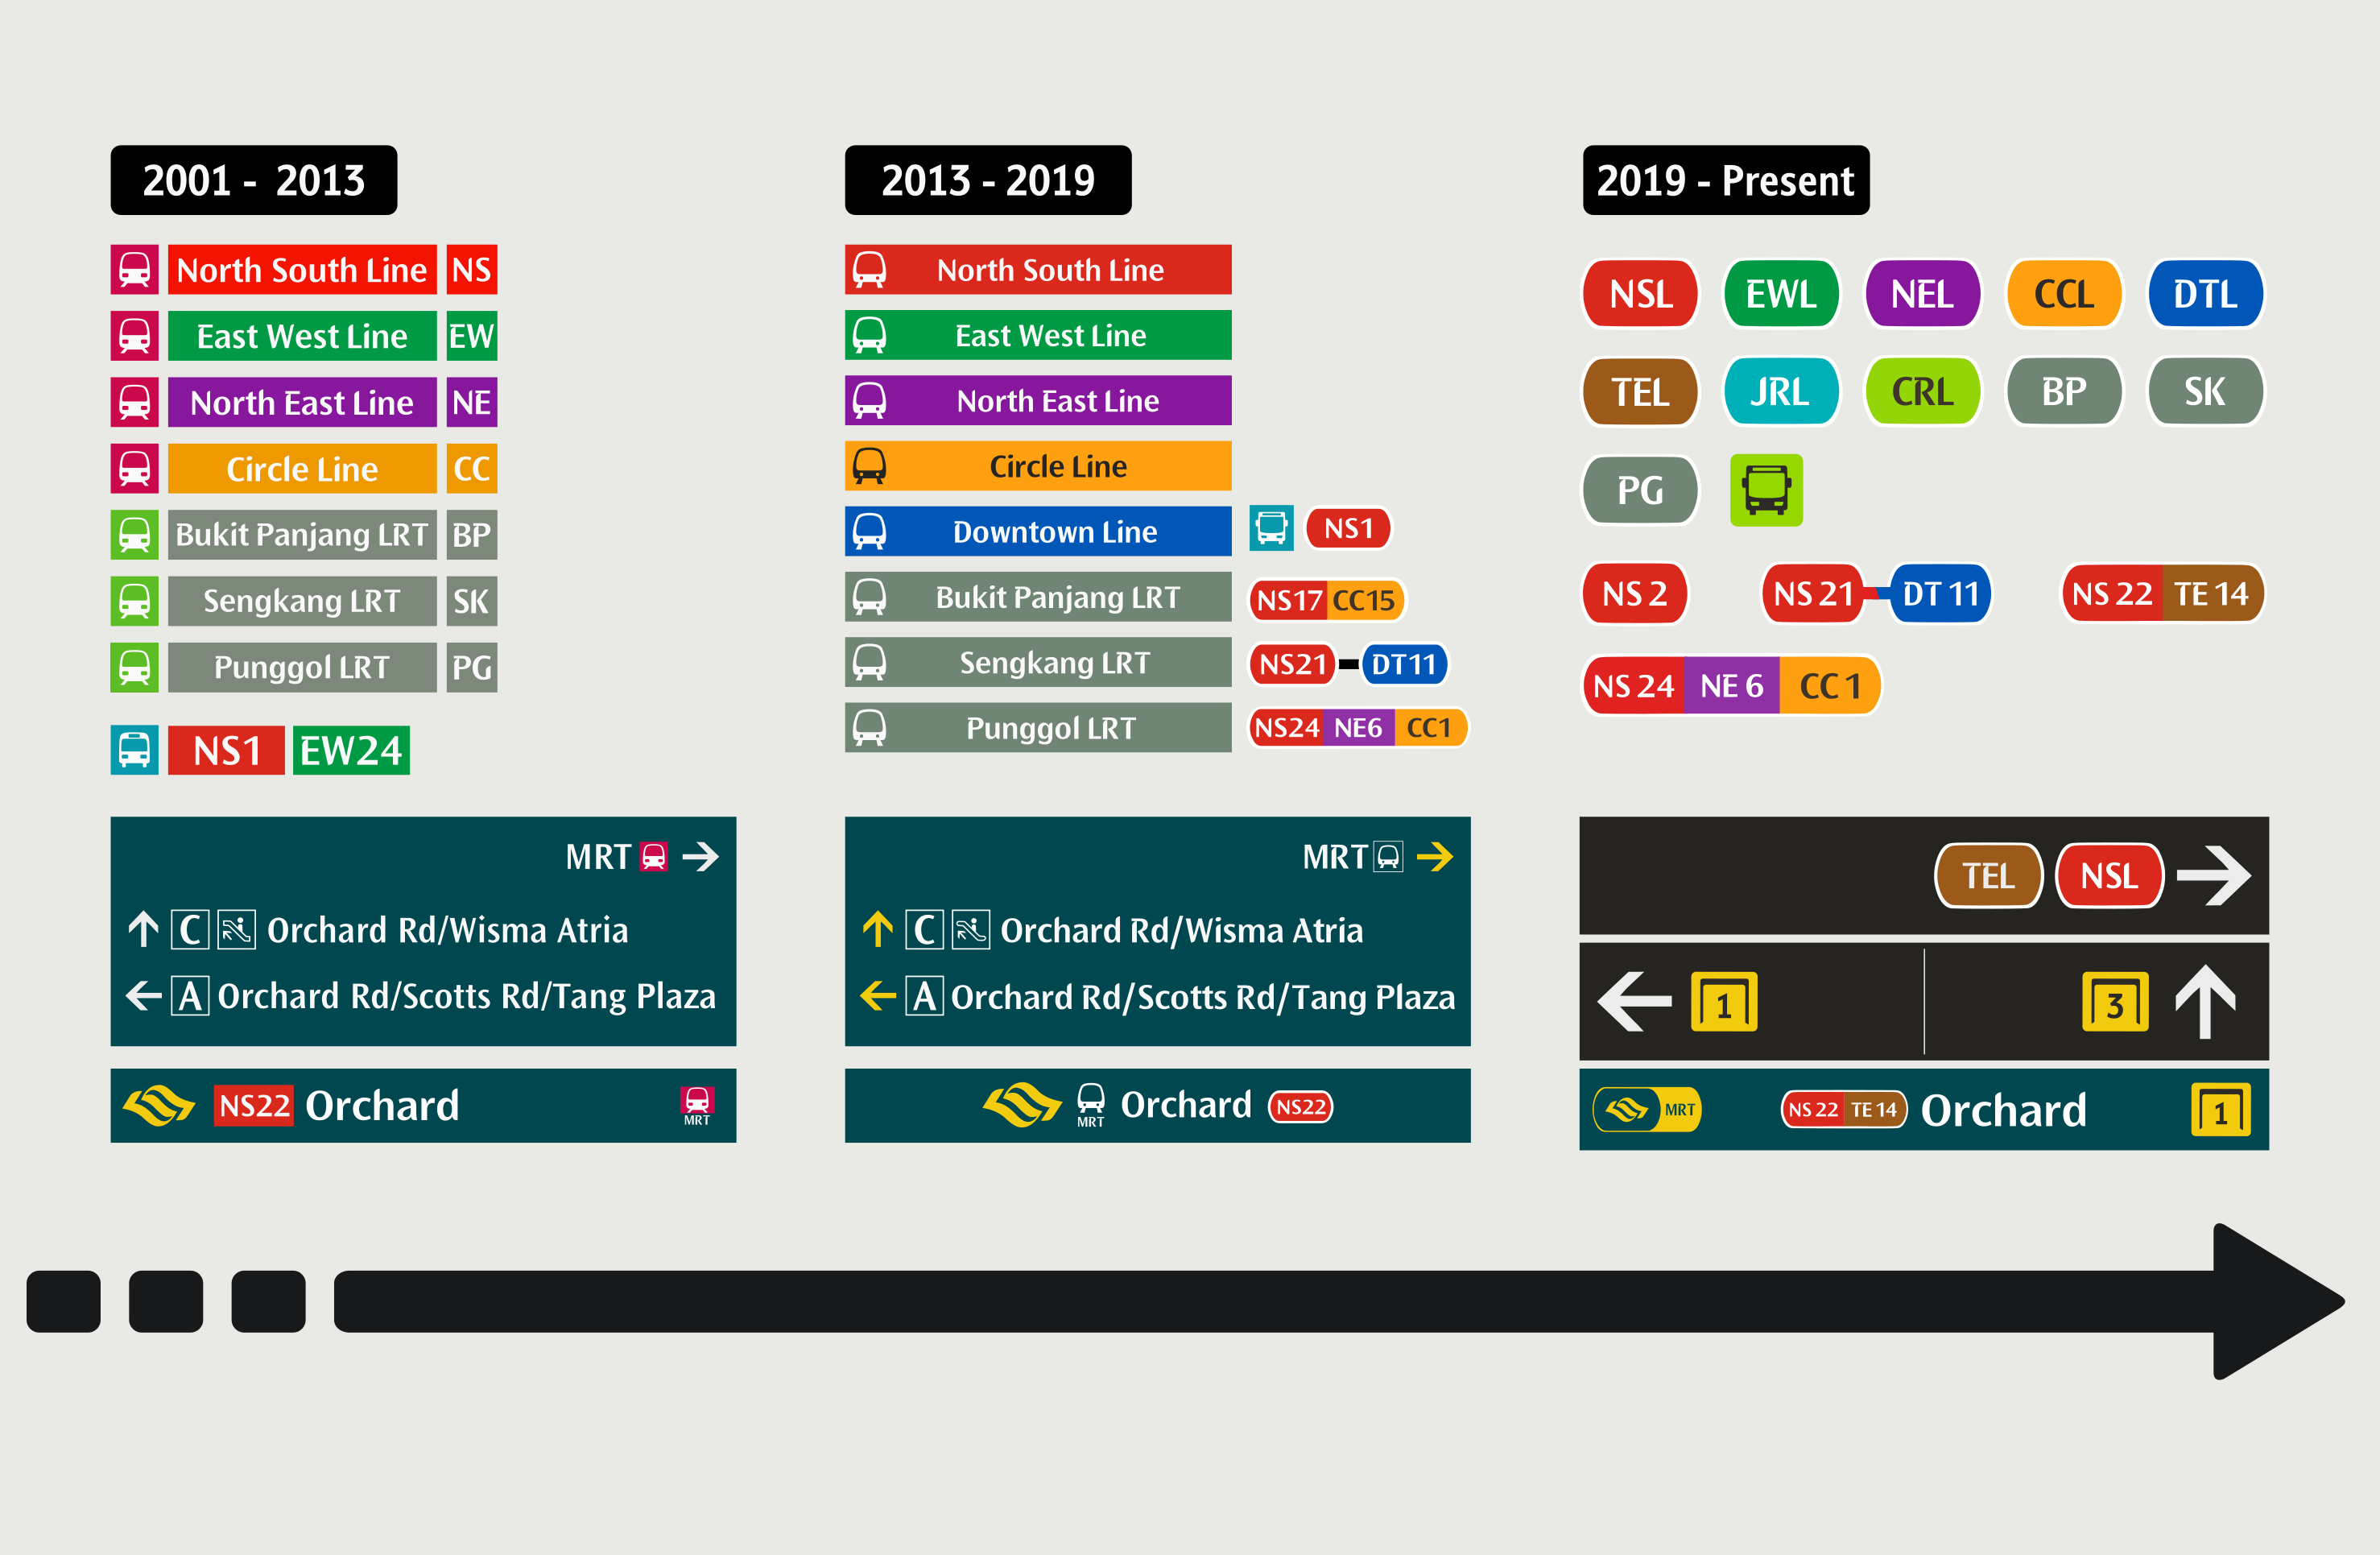 2001 - 2013
North South Line NS
East West Line EW
North East Line NE
Circle Line CC
Bukit Panjang LRT BP
Sengkang LRT SK
Punggol LRT PG
NS1 EW24
MRT
C Orchard Rd/Wisma Atria
A Orchard Rd/Scotts Rd/Tang Plaza
NS22 Orchard MRT
2013 - 2019
North South Line
East West Line
North East Line
Circle Line
Downtown Line
Bukit Panjang LRT
Sengkang LRT
Punggol LRT
NS1
NS17 CC15
NS21 DT11
NS24 NE6 CC1
MRT
C Orchard Rd/Wisma Atria
A Orchard Rd/Scotts Rd/Tang Plaza
MRT Orchard NS22
2019 - Present
NSL EWL NEL CCL DTL
TEL JRL CRL BP SK
PG
NS 2 NS 21 DT 11 NS 22 TE 14
NS 24 NE 6 CC 1
TEL NSL
1 3
MRT NS 22 TE 14 Orchard 1